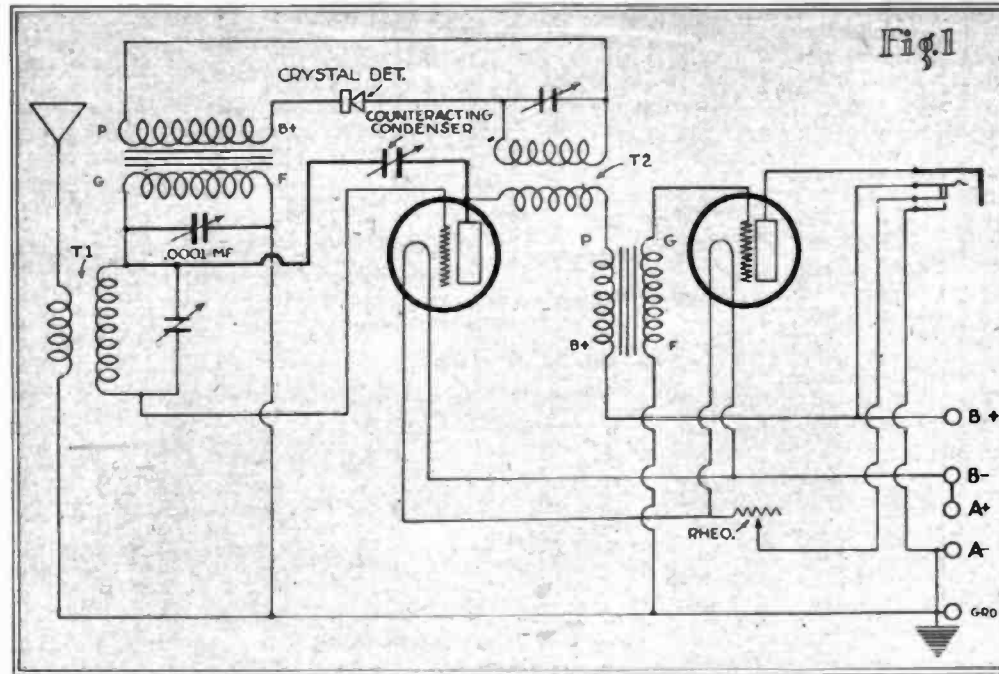 Fig.1
CRYSTAL DET.
COUNTERACTING
CONDENSER
P
B+
G
F
.0001 MF
T1
T2
P
G
B+
F
B+
B-
A+
RHEO.
A-
GRD